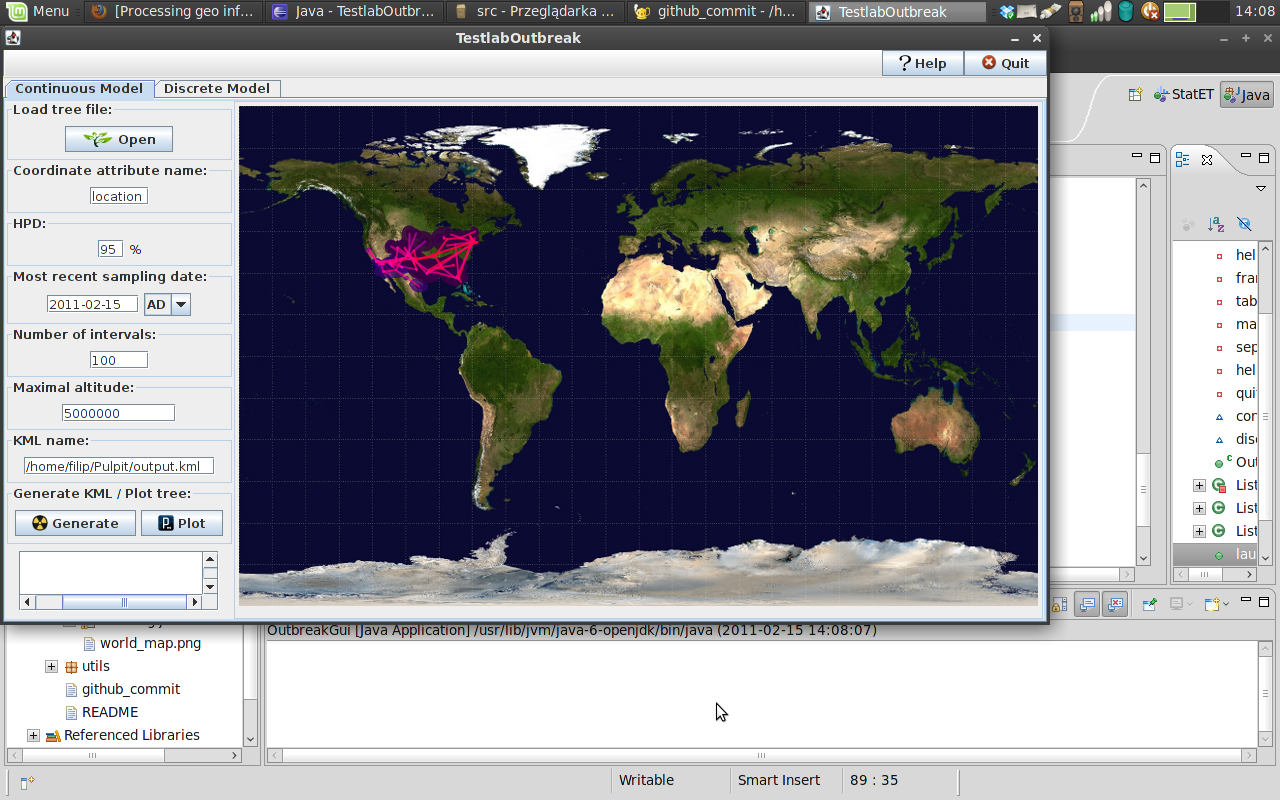 Menu [Processing geo inf... Java - TestlabOutbr... src - Przeglądarka ... github_commit - /h... TestlabOutbreak 14:08
TestlabOutbreak
Help Quit
Continuous Model Discrete Model
StatET Java
Load tree file:
Open
Coordinate attribute name:
location
HPD:
95 %
Most recent sampling date:
2011-02-15 AD
Number of intervals:
100
Maximal altitude:
5000000
KML name:
/home/filip/Pulpit/output.kml
Generate KML / Plot tree:
Generate Plot
hel
fra
tab
ma
sep
hel
qui
con
disc
Out
List
List
List
lau
OutbreakGui [Java Application] /usr/lib/jvm/java-6-openjdk/bin/java (2011-02-15 14:08:07)
world_map.png
utils
github_commit
README
Referenced Libraries
Writable Smart Insert 89 : 35